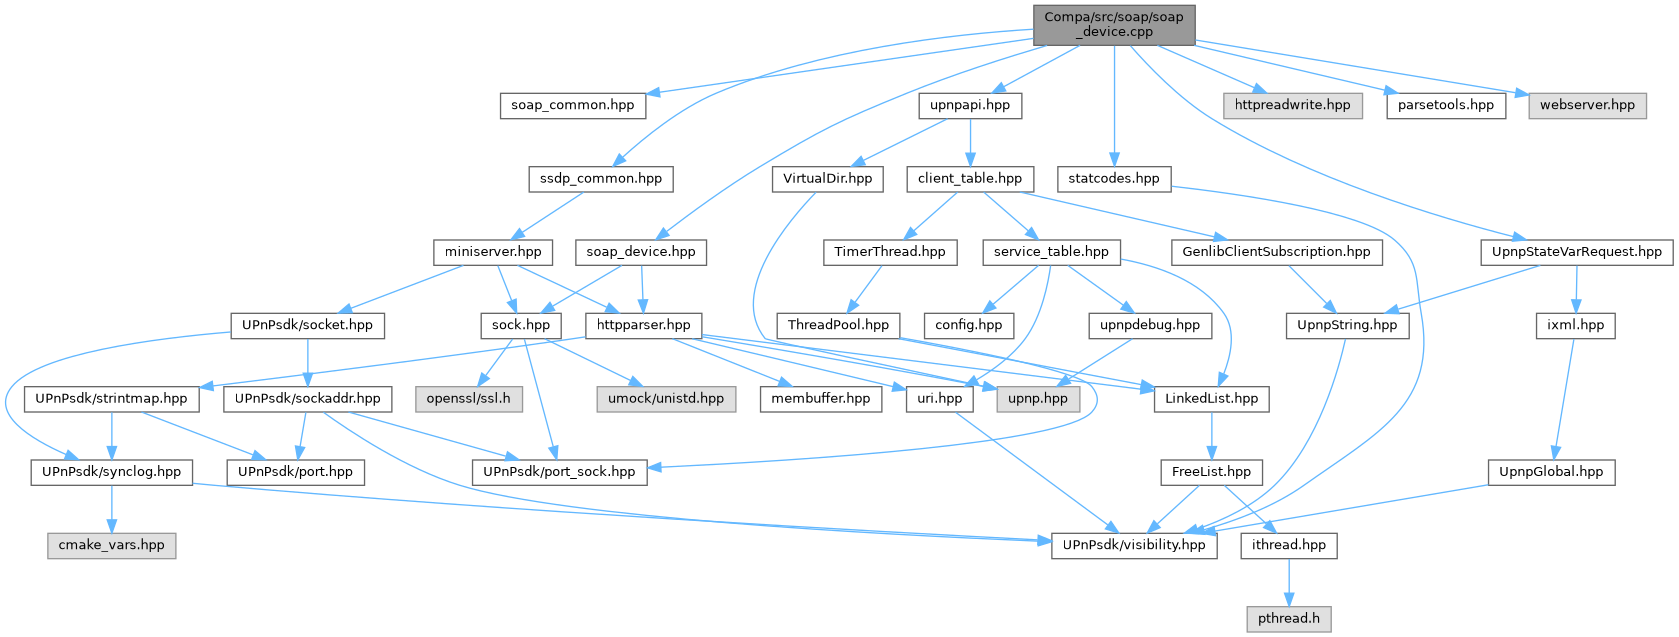 Compa/src/soap/soap
_device.cpp
soap_common.hpp
upnpapi.hpp
httpreadwrite.hpp
parsetools.hpp
webserver.hpp
ssdp_common.hpp
VirtualDir.hpp
client_table.hpp
statcodes.hpp
miniserver.hpp
soap_device.hpp
TimerThread.hpp
service_table.hpp
GenlibClientSubscription.hpp
UpnpStateVarRequest.hpp
UPnPsdk/socket.hpp
sock.hpp
httpparser.hpp
ThreadPool.hpp
config.hpp
upnpdebug.hpp
UpnpString.hpp
ixml.hpp
UPnPsdk/strintmap.hpp
UPnPsdk/sockaddr.hpp
openssl/ssl.h
umock/unistd.hpp
membuffer.hpp
uri.hpp
upnp.hpp
LinkedList.hpp
UPnPsdk/synclog.hpp
UPnPsdk/port.hpp
UPnPsdk/port_sock.hpp
FreeList.hpp
UpnpGlobal.hpp
cmake_vars.hpp
UPnPsdk/visibility.hpp
ithread.hpp
pthread.h